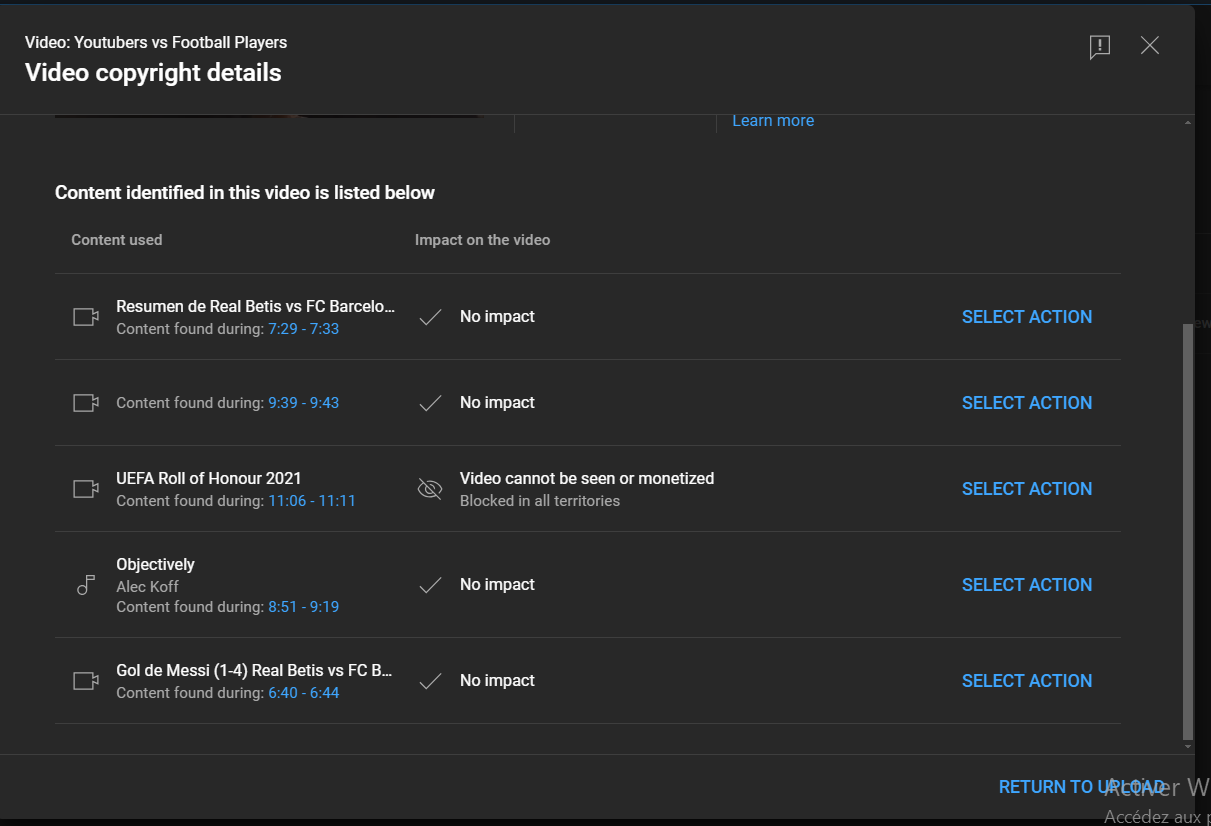 Video: Youtubers vs Football Players
Video copyright details
Learn more
Content identified in this video is listed below
Content used Impact on the video
Resumen de Real Betis vs FC Barcelo...
Content found during: 7:29 - 7:33
No impact
SELECT ACTION
Content found during: 9:39 - 9:43
No impact
SELECT ACTION
UEFA Roll of Honour 2021
Content found during: 11:06 - 11:11
Video cannot be seen or monetized
Blocked in all territories
SELECT ACTION
Objectively
Alec Koff
Content found during: 8:51 - 9:19
No impact
SELECT ACTION
Gol de Messi (1-4) Real Betis vs FC B...
Content found during: 6:40 - 6:44
No impact
SELECT ACTION
RETURN TO UPLOAD
Activer W
Accédez aux p